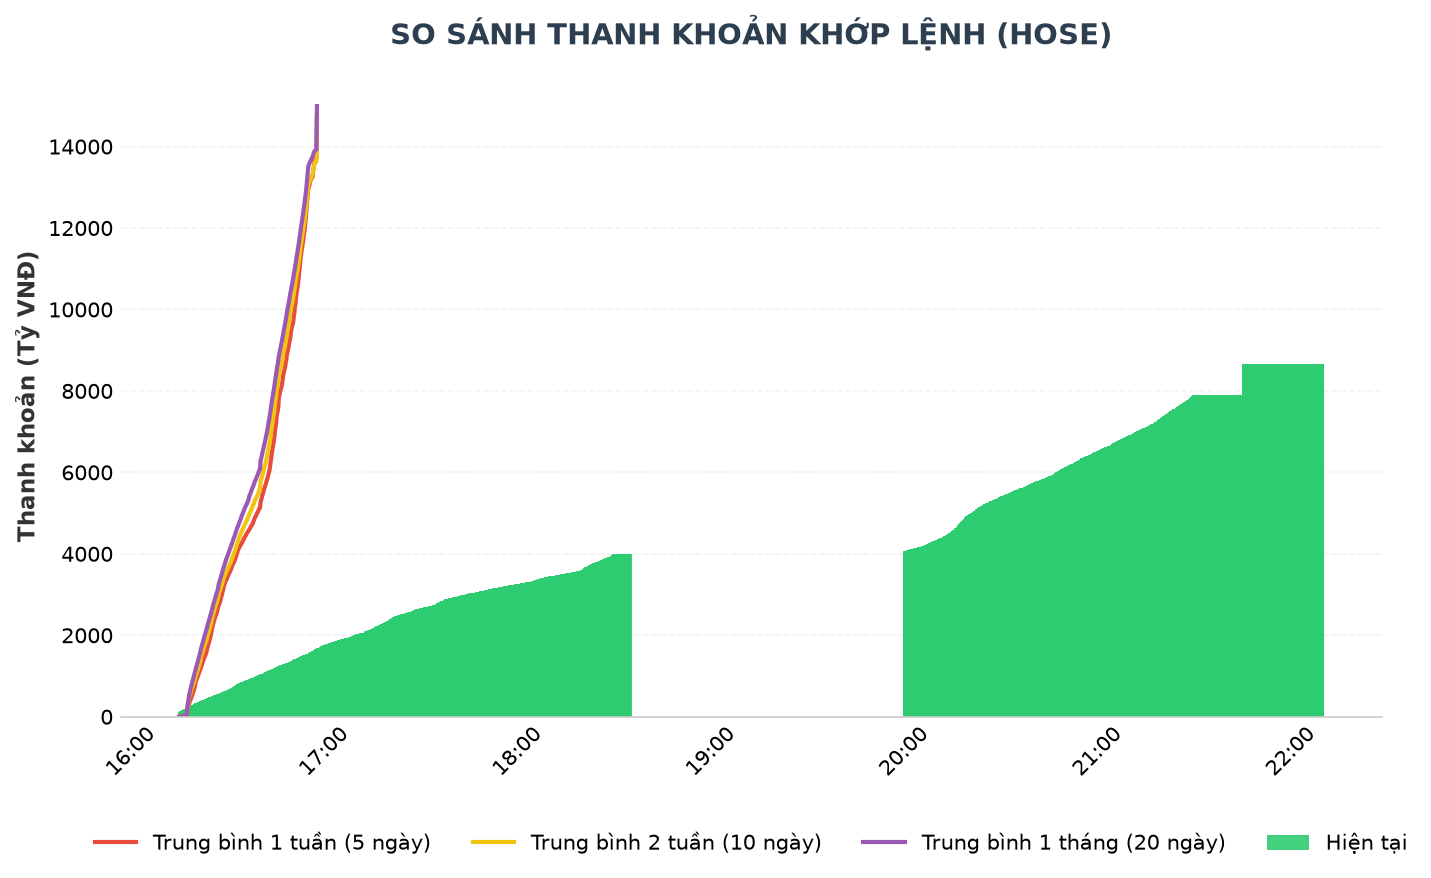 SO SÁNH THANH KHOẢN KHỚP LỆNH (HOSE)
Thanh khoản (Tỷ VNĐ)
14000
12000
10000
8000
6000
4000
2000
0
16:00 17:00 18:00 19:00 20:00 21:00 22:00
Trung bình 1 tuần (5 ngày) Trung bình 2 tuần (10 ngày) Trung bình 1 tháng (20 ngày) Hiện tại